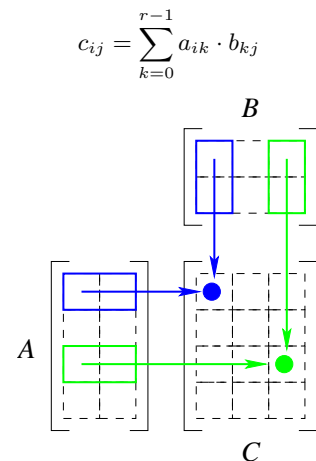 c_{ij} = \sum_{k=0}^{r-1} a_{ik} \cdot b_{kj}
B
A
C